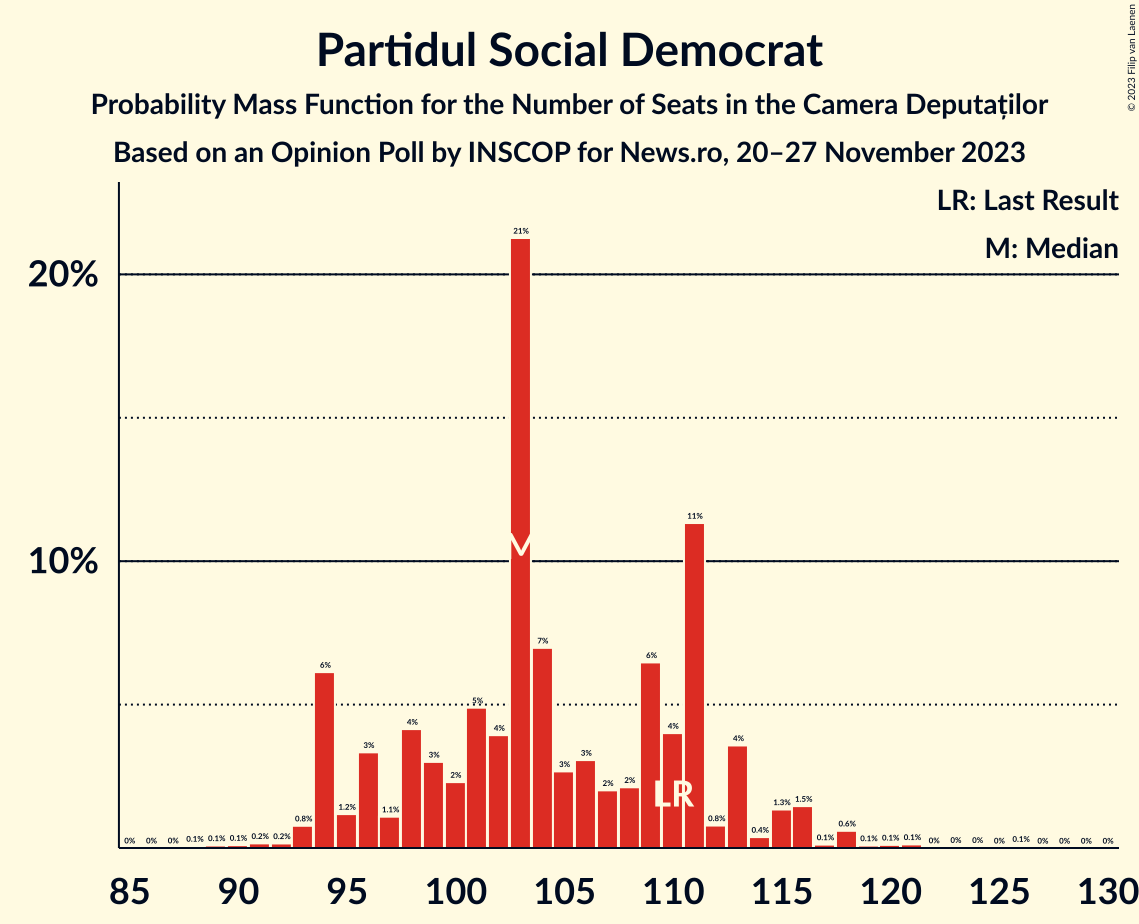 Partidul Social Democrat
Probability Mass Function for the Number of Seats in the Camera Deputaților
Based on an Opinion Poll by INSCOP for News.ro, 20–27 November 2023
© 2023 Filip van Laenen
LR: Last Result
M: Median
20%
10%
0% 0% 0% 0.1% 0.1% 0.1% 0.2% 0.2% 0.8% 6% 1.2% 3% 1.1% 4% 3% 2% 5% 4% 21% 7% 3% 3% 2% 2% 6% 4% 11% 0.8% 4% 0.4% 1.3% 1.5% 0.1% 0.6% 0.1% 0.1% 0.1% 0% 0% 0% 0% 0.1% 0% 0% 0% 0%
M
LR
85 90 95 100 105 110 115 120 125 130